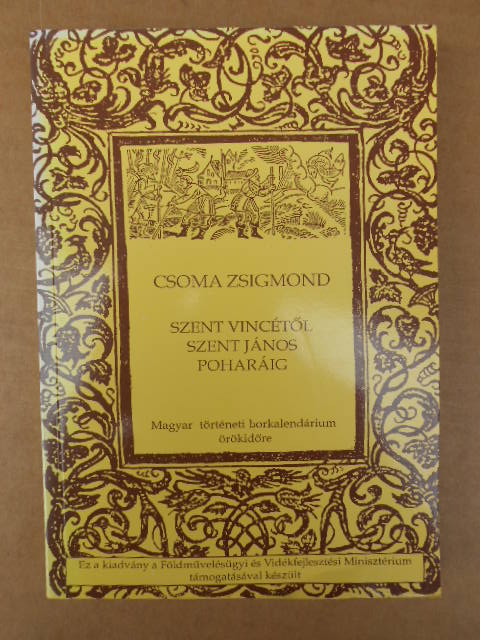 CSOMA ZSIGMOND
SZENT VINCÉTŐL
SZENT JÁNOS
POHARÁIG
Magyar történeti borkalendárium
örökidőre
Ez a kiadvány a Földművelésügyi és Vidékfejlesztési Minisztérium
támogatásával készült